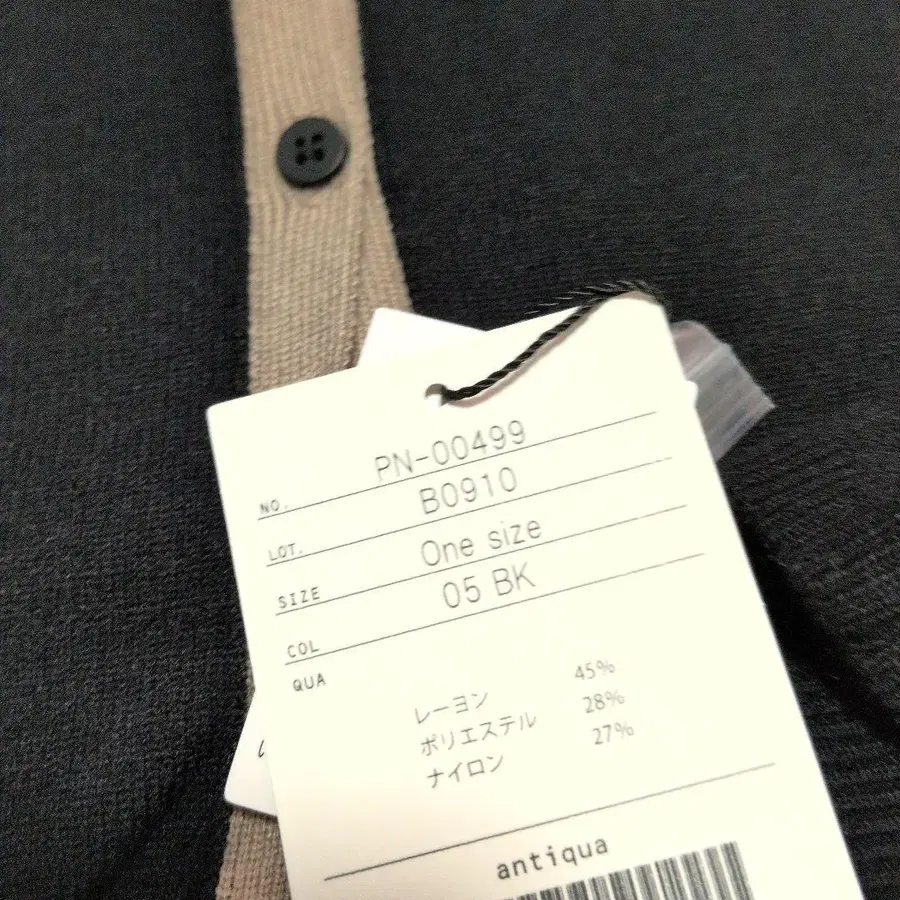 NO. PN-00499
LOT. B0910
SIZE One size
COL 05 BK
QUA
レーヨン 45%
ポリエステル 28%
ナイロン 27%
antiqua